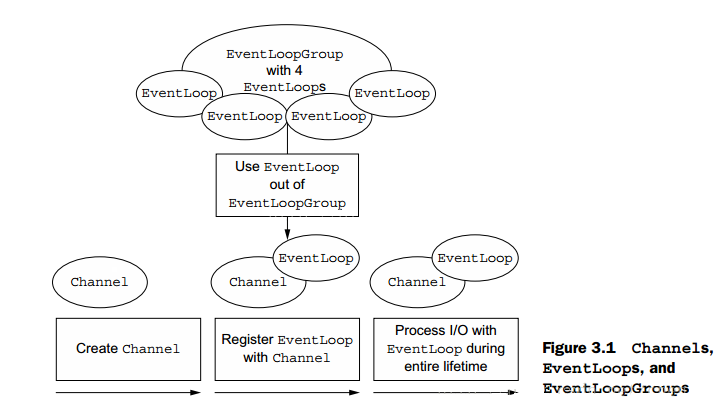 EventLoopGroup
with 4
EventLoops
EventLoop
EventLoop
EventLoop
EventLoop
Use EventLoop
out of
EventLoopGroup
Channel
Channel
EventLoop
Channel
EventLoop
Create Channel
Register EventLoop
with Channel
Process I/O with
EventLoop during
entire lifetime
Figure 3.1 Channels,
EventLoops, and
EventLoopGroups